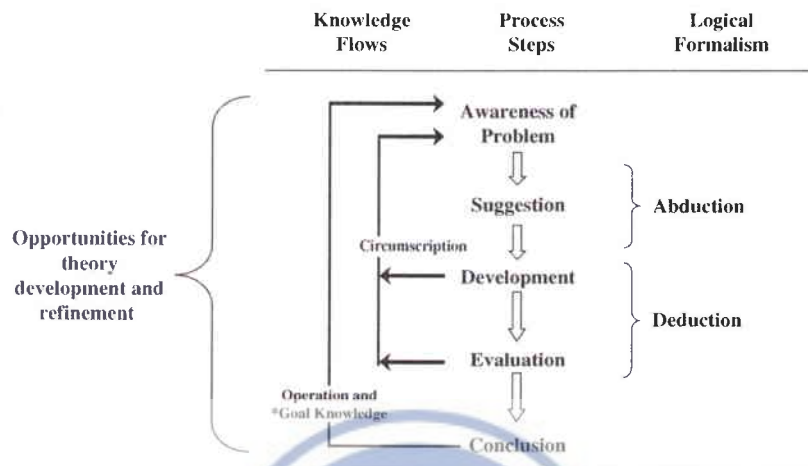 Knowledge
Flows
Process
Steps
Logical
Formalism
Awareness of
Problem
Suggestion
Abduction
Opportunities for
theory
development and
refinement
Circumscription
Development
Deduction
Evaluation
Operation and
*Goal Knowledge
Conclusion